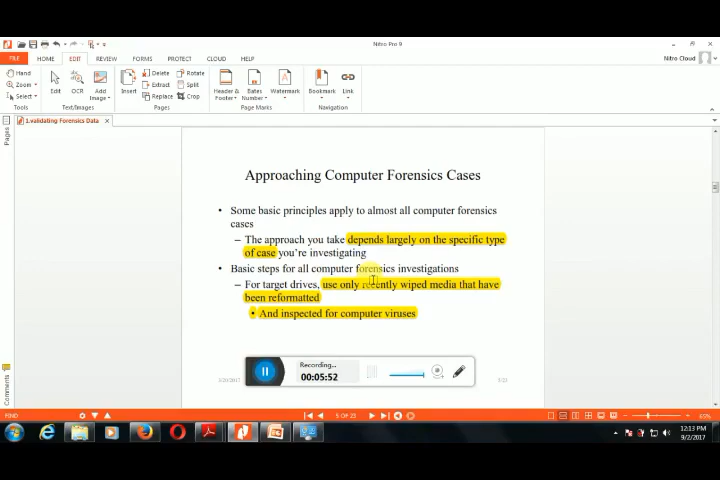 Nitro Pro 9
FILE HOME EDIT REVIEW FORMS PROTECT CLOUD HELP
Nitro Cloud
Hand
Zoom
Select
Tools
Edit
OCR
Add Image
Text/Images
Insert
Delete
Extract
Replace
Rotate
Split
Crop
Pages
Header & Footer
Bates Number
Watermark
Page Marks
Bookmark
Link
Navigation
1.validating Forensics Data
Pages
Approaching Computer Forensics Cases
• Some basic principles apply to almost all computer forensics
cases
– The approach you take depends largely on the specific type
of case you're investigating
• Basic steps for all computer forensics investigations
– For target drives, use only recently wiped media that have
been reformatted
• And inspected for computer viruses
Recording...
00:05:52
Comments
FIND
5 OF 23
12:13 PM
9/2/2017